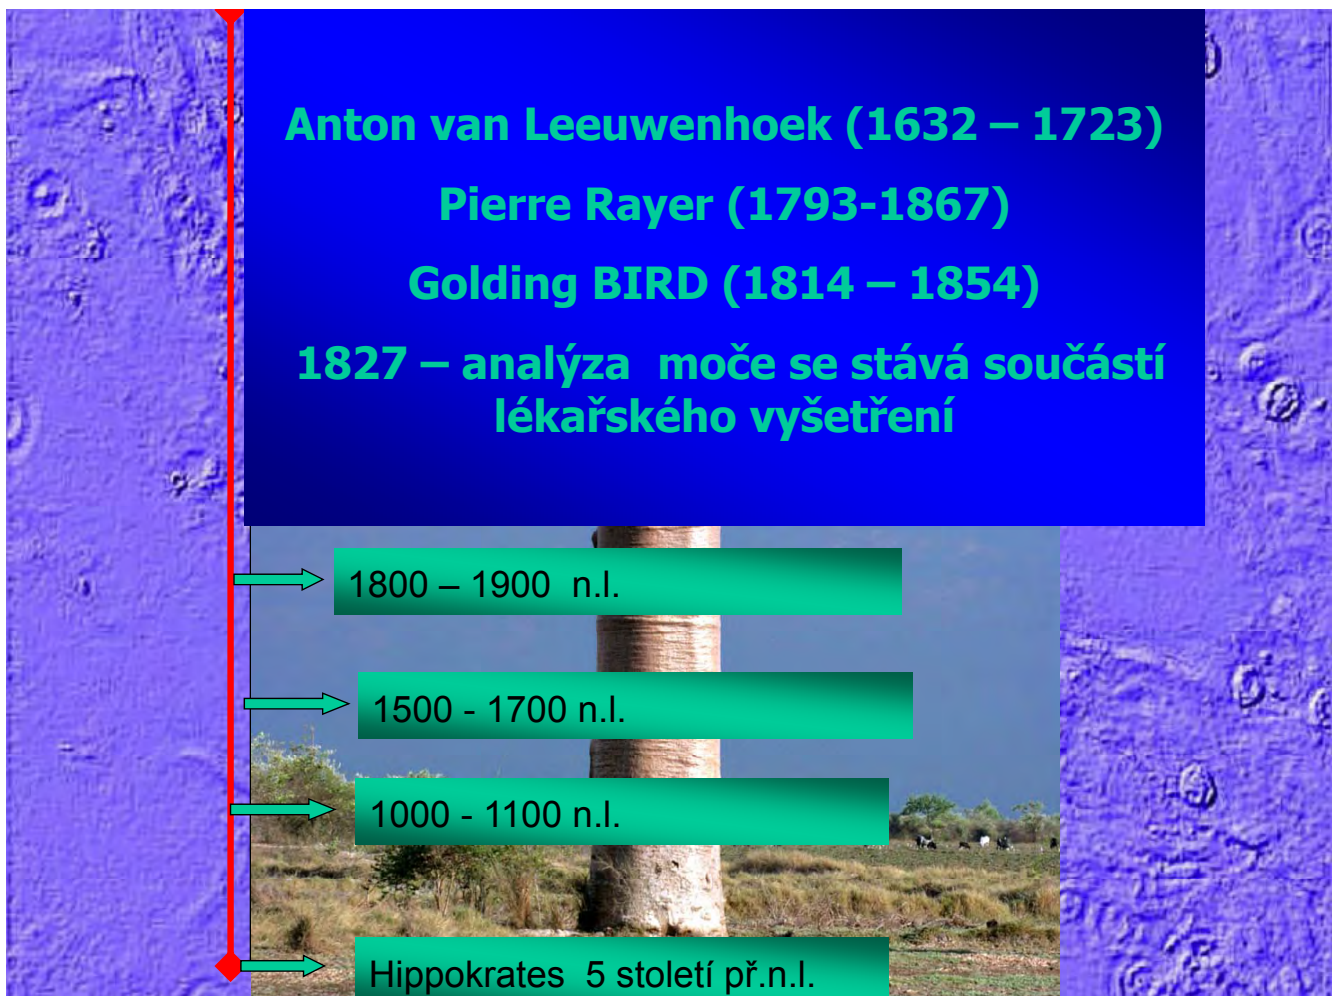 Anton van Leeuwenhoek (1632 – 1723)
Pierre Rayer (1793-1867)
Golding BIRD (1814 – 1854)
1827 – analýza  moče se stává součástí
lékařského vyšetření
1800 – 1900  n.l.
1500 - 1700 n.l.
1000 - 1100 n.l.
Hippokrates  5 století př.n.l.